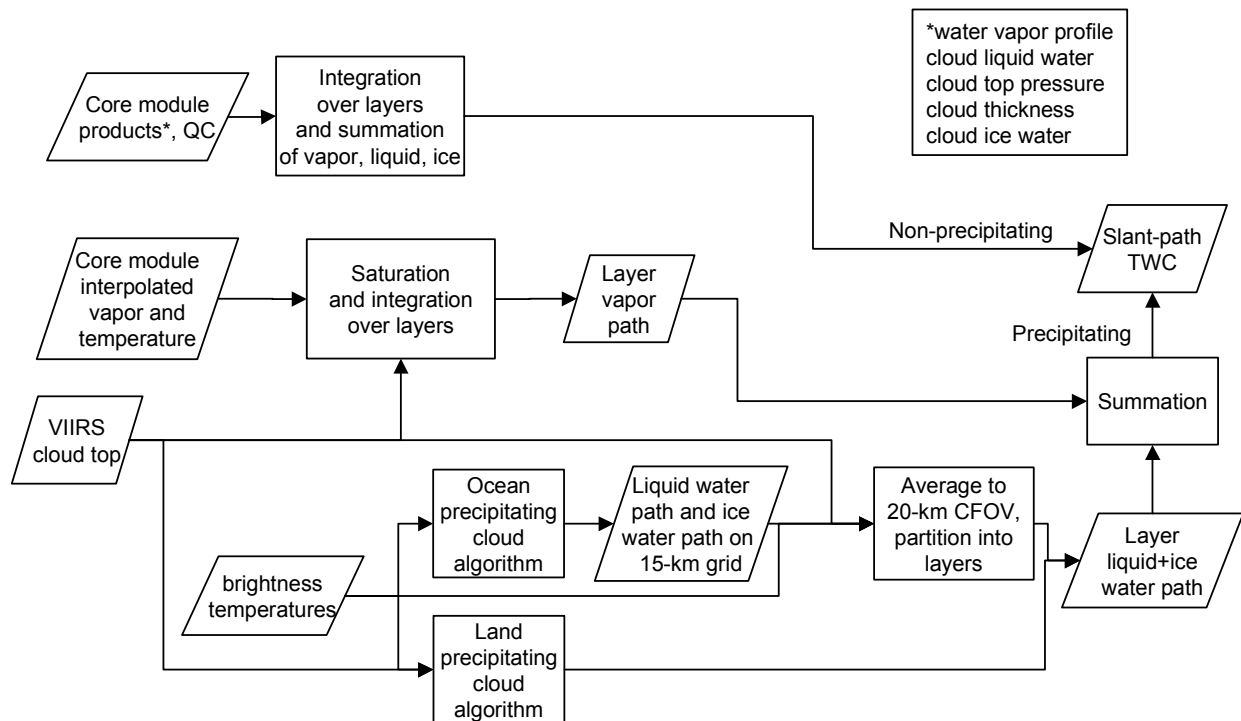 *water vapor profile
cloud liquid water
cloud top pressure
cloud thickness
cloud ice water
Core module
products*, QC
Integration
over layers
and summation
of vapor, liquid, ice
Non-precipitating
Slant-path
TWC
Core module
interpolated
vapor and
temperature
Saturation
and integration
over layers
Layer
vapor
path
Precipitating
Summation
VIIRS
cloud top
Ocean
precipitating
cloud
algorithm
Liquid water
path and ice
water path on
15-km grid
Average to
20-km CFOV,
partition into
layers
Layer
liquid+ice
water path
brightness
temperatures
Land
precipitating
cloud
algorithm